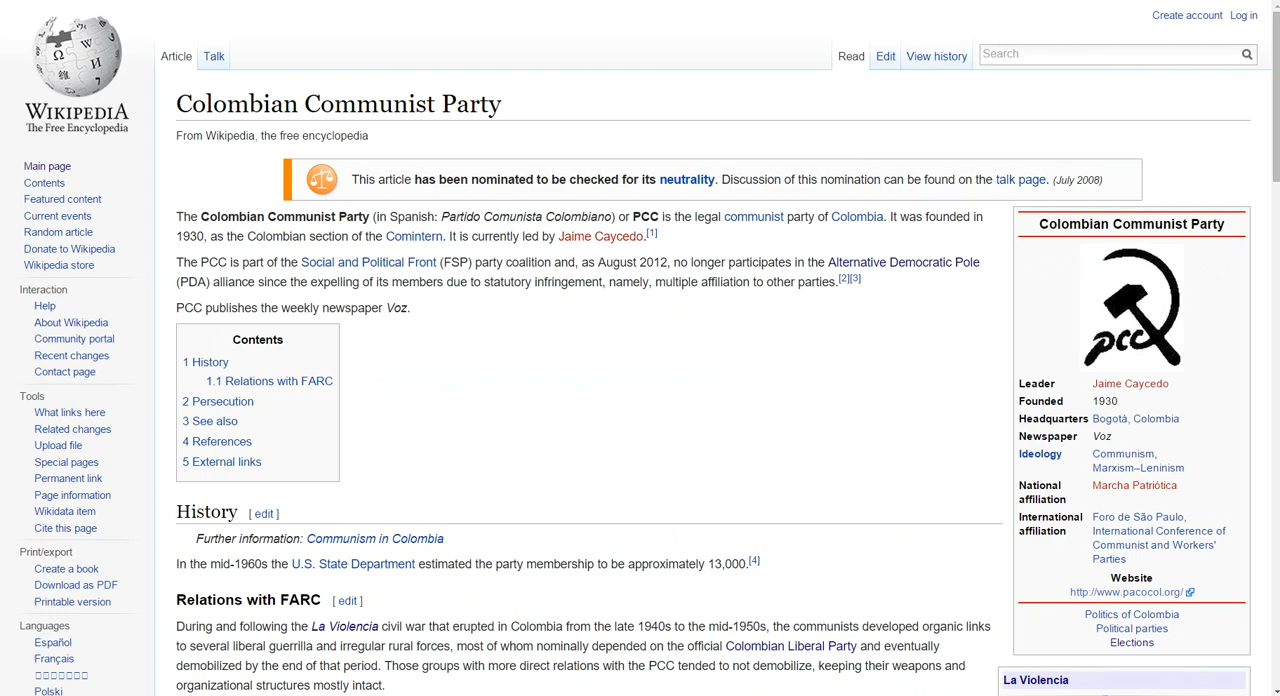 Create account Log in
Article Talk Read Edit View history Search
WIKIPEDIA
The Free Encyclopedia
Main page
Contents
Featured content
Current events
Random article
Donate to Wikipedia
Wikipedia store
Interaction
Help
About Wikipedia
Community portal
Recent changes
Contact page
Tools
What links here
Related changes
Upload file
Special pages
Permanent link
Page information
Wikidata item
Cite this page
Print/export
Create a book
Download as PDF
Printable version
Languages
Español
Français
Polski
Colombian Communist Party
From Wikipedia, the free encyclopedia
This article has been nominated to be checked for its neutrality. Discussion of this nomination can be found on the talk page. (July 2008)
The Colombian Communist Party (in Spanish: Partido Comunista Colombiano) or PCC is the legal communist party of Colombia. It was founded in
1930, as the Colombian section of the Comintern. It is currently led by Jaime Caycedo.[1]
The PCC is part of the Social and Political Front (FSP) party coalition and, as August 2012, no longer participates in the Alternative Democratic Pole
(PDA) alliance since the expelling of its members due to statutory infringement, namely, multiple affiliation to other parties.[2][3]
PCC publishes the weekly newspaper Voz.
Contents
1 History
1.1 Relations with FARC
2 Persecution
3 See also
4 References
5 External links
History [ edit ]
Further information: Communism in Colombia
In the mid-1960s the U.S. State Department estimated the party membership to be approximately 13,000.[4]
Relations with FARC [ edit ]
During and following the La Violencia civil war that erupted in Colombia from the late 1940s to the mid-1950s, the communists developed organic links
to several liberal guerrilla and irregular rural forces, most of whom nominally depended on the official Colombian Liberal Party and eventually
demobilized by the end of that period. Those groups with more direct relations with the PCC tended to not demobilize, keeping their weapons and
organizational structures mostly intact.
Colombian Communist Party
pcc
Leader Jaime Caycedo
Founded 1930
Headquarters Bogotá, Colombia
Newspaper Voz
Ideology Communism,
Marxism–Leninism
National Marcha Patriótica
affiliation
International Foro de São Paulo,
affiliation International Conference of
Communist and Workers'
Parties
Website
http://www.pacocol.org/
Politics of Colombia
Political parties
Elections
La Violencia